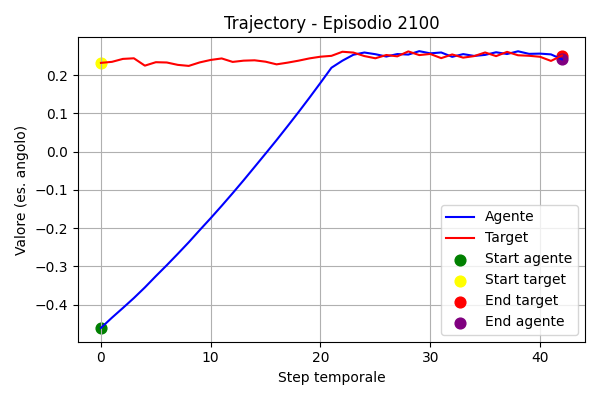 Trajectory - Episodio 2100
Valore (es. angolo)
0.2
0.1
0.0
−0.1
−0.2
−0.3
−0.4
0
10
20
30
40
Step temporale
Agente
Target
Start agente
Start target
End target
End agente